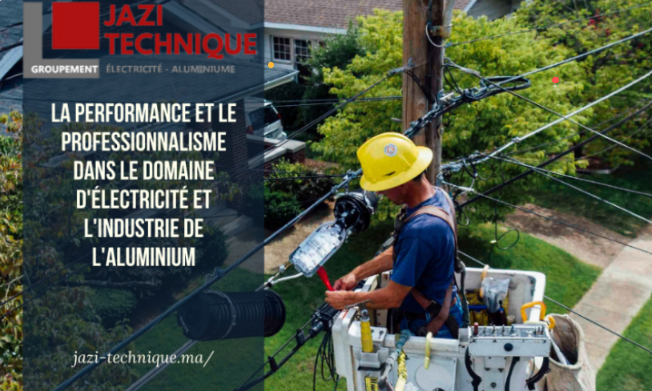 JAZI
TECHNIQUE
GROUPEMENT
ÉLECTRICITÉ - ALUMINIUME
LA PERFORMANCE ET LE
PROFESSIONNALISME
DANS LE DOMAINE
D'ÉLECTRICITÉ ET
L'INDUSTRIE DE
L'ALUMINIUM
jazi-technique.ma/